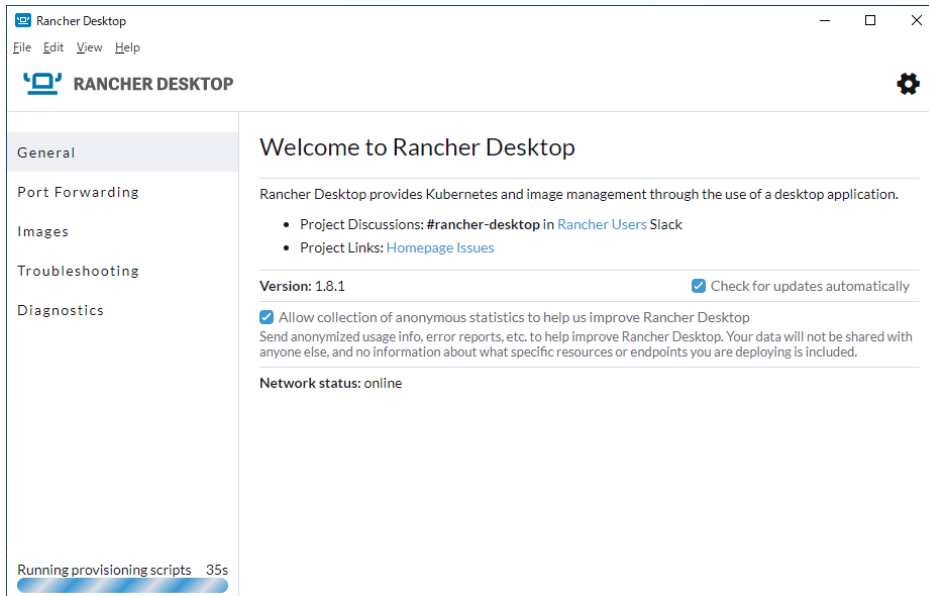 Rancher Desktop
File Edit View Help
RANCHER DESKTOP
General
Port Forwarding
Images
Troubleshooting
Diagnostics
Welcome to Rancher Desktop
Rancher Desktop provides Kubernetes and image management through the use of a desktop application.
• Project Discussions: #rancher-desktop in Rancher Users Slack
• Project Links: Homepage Issues
Version: 1.8.1 Check for updates automatically
Allow collection of anonymous statistics to help us improve Rancher Desktop
Send anonymized usage info, error reports, etc. to help improve Rancher Desktop. Your data will not be shared with
anyone else, and no information about what specific resources or endpoints you are deploying is included.
Network status: online
Running provisioning scripts 35s